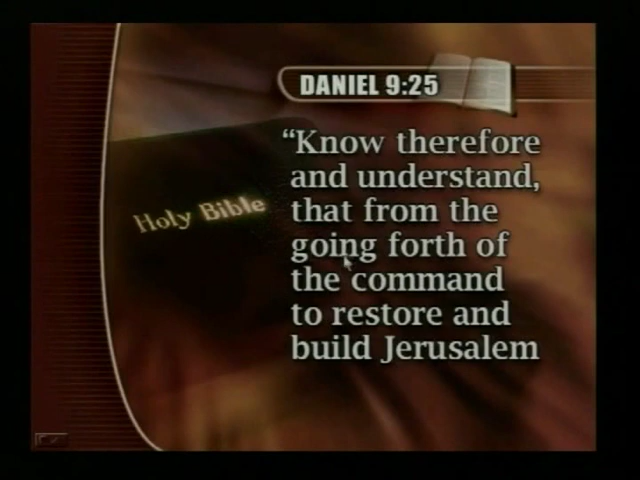 DANIEL 9:25
“Know therefore
and understand,
that from the
going forth of
the command
to restore and
build Jerusalem
Holy Bible